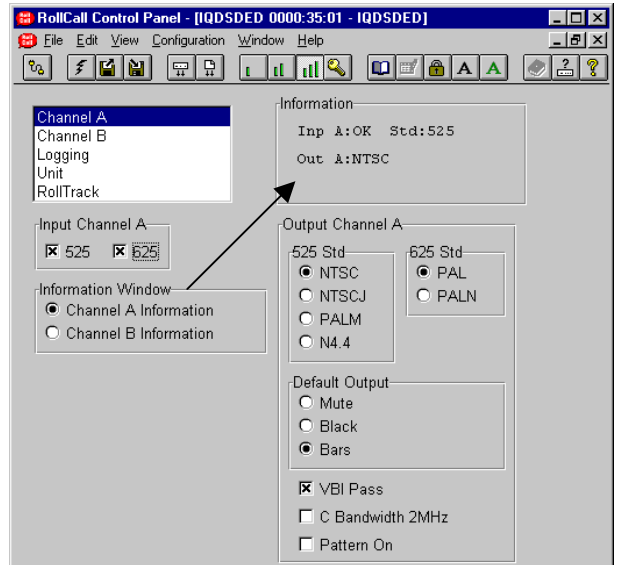 RollCall Control Panel - [IQDSDED 0000:35:01 - IQDSDED]
File Edit View Configuration Window Help
A A
Channel A
Channel B
Logging
Unit
RollTrack
Information
Inp A:OK Std:525
Out A:NTSC
Input Channel A
525 625
Information Window
Channel A Information
Channel B Information
Output Channel A
525 Std
NTSC
NTSCJ
PALM
N4.4
625 Std
PAL
PALN
Default Output
Mute
Black
Bars
VBI Pass
C Bandwidth 2MHz
Pattern On